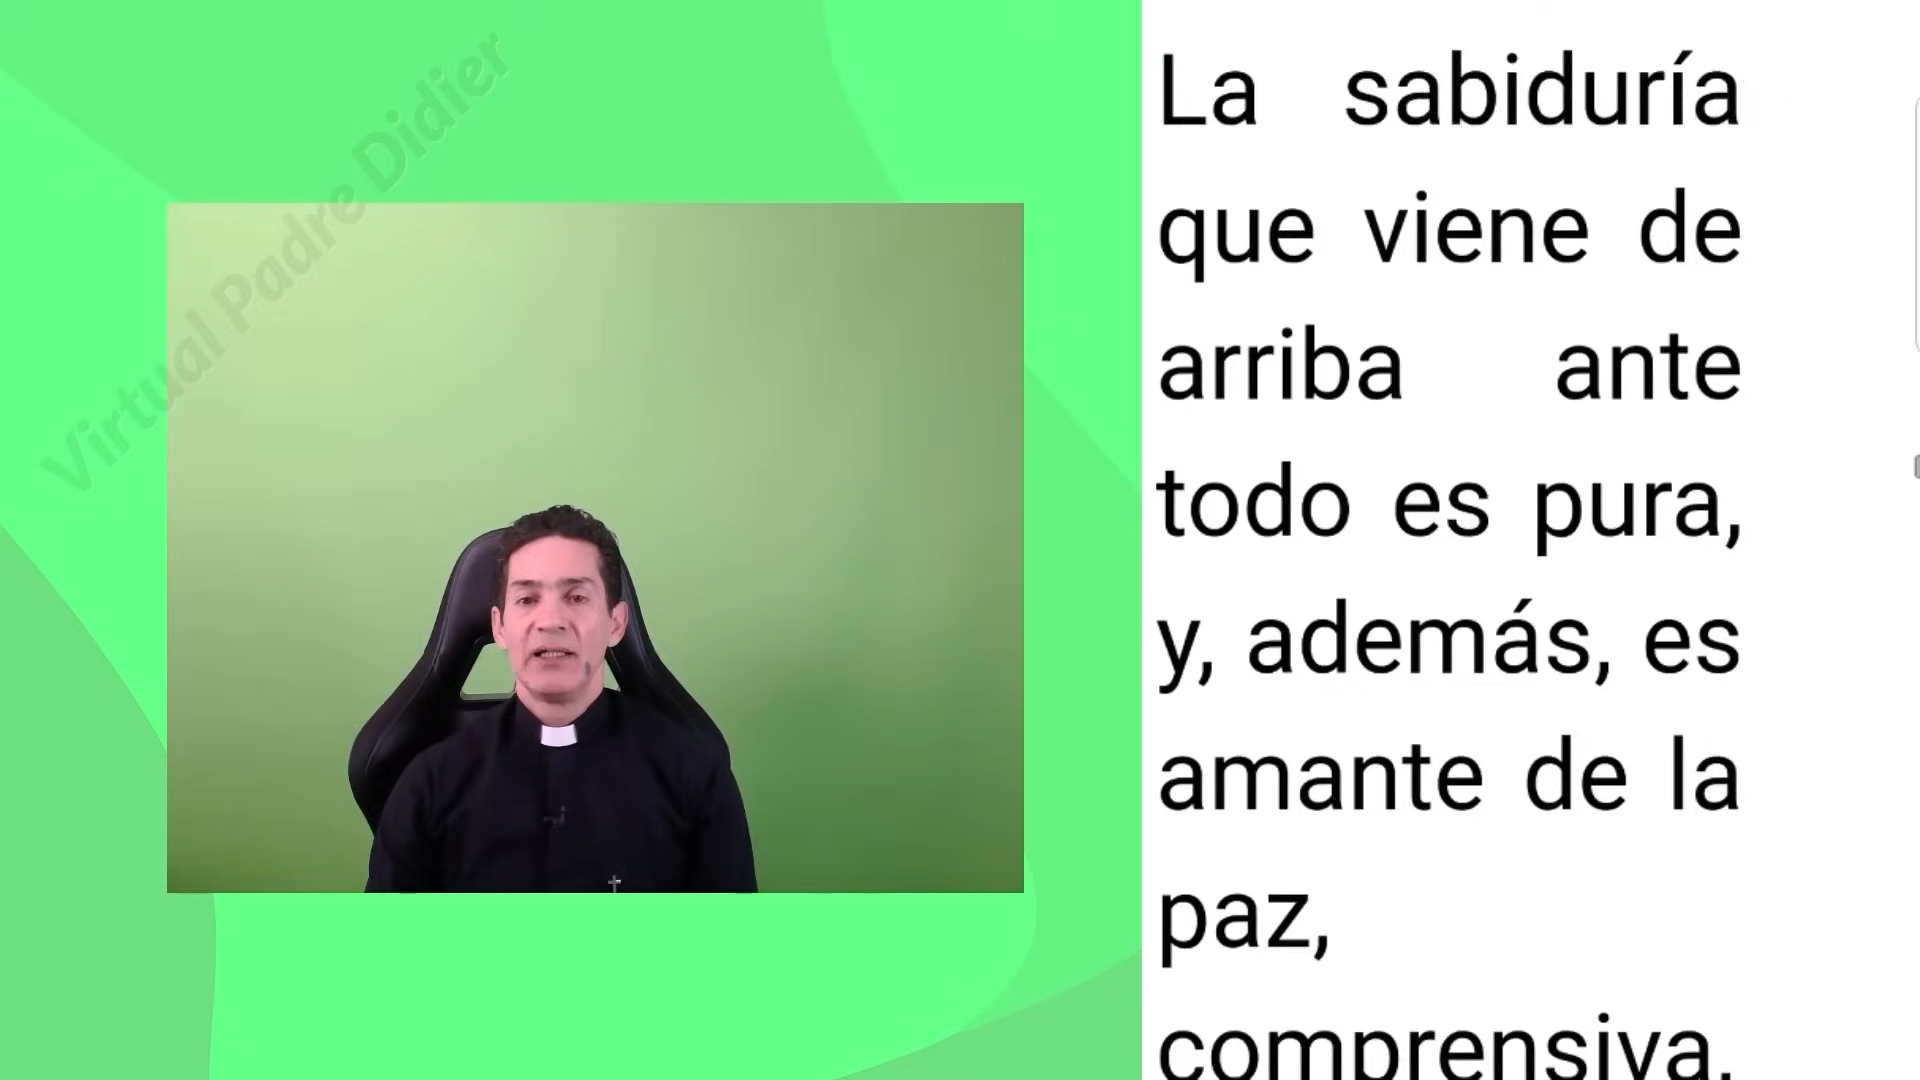 Virtual Padre Didier
La sabiduría
que viene de
arriba ante
todo es pura,
y, además, es
amante de la
paz,
comprensiva,